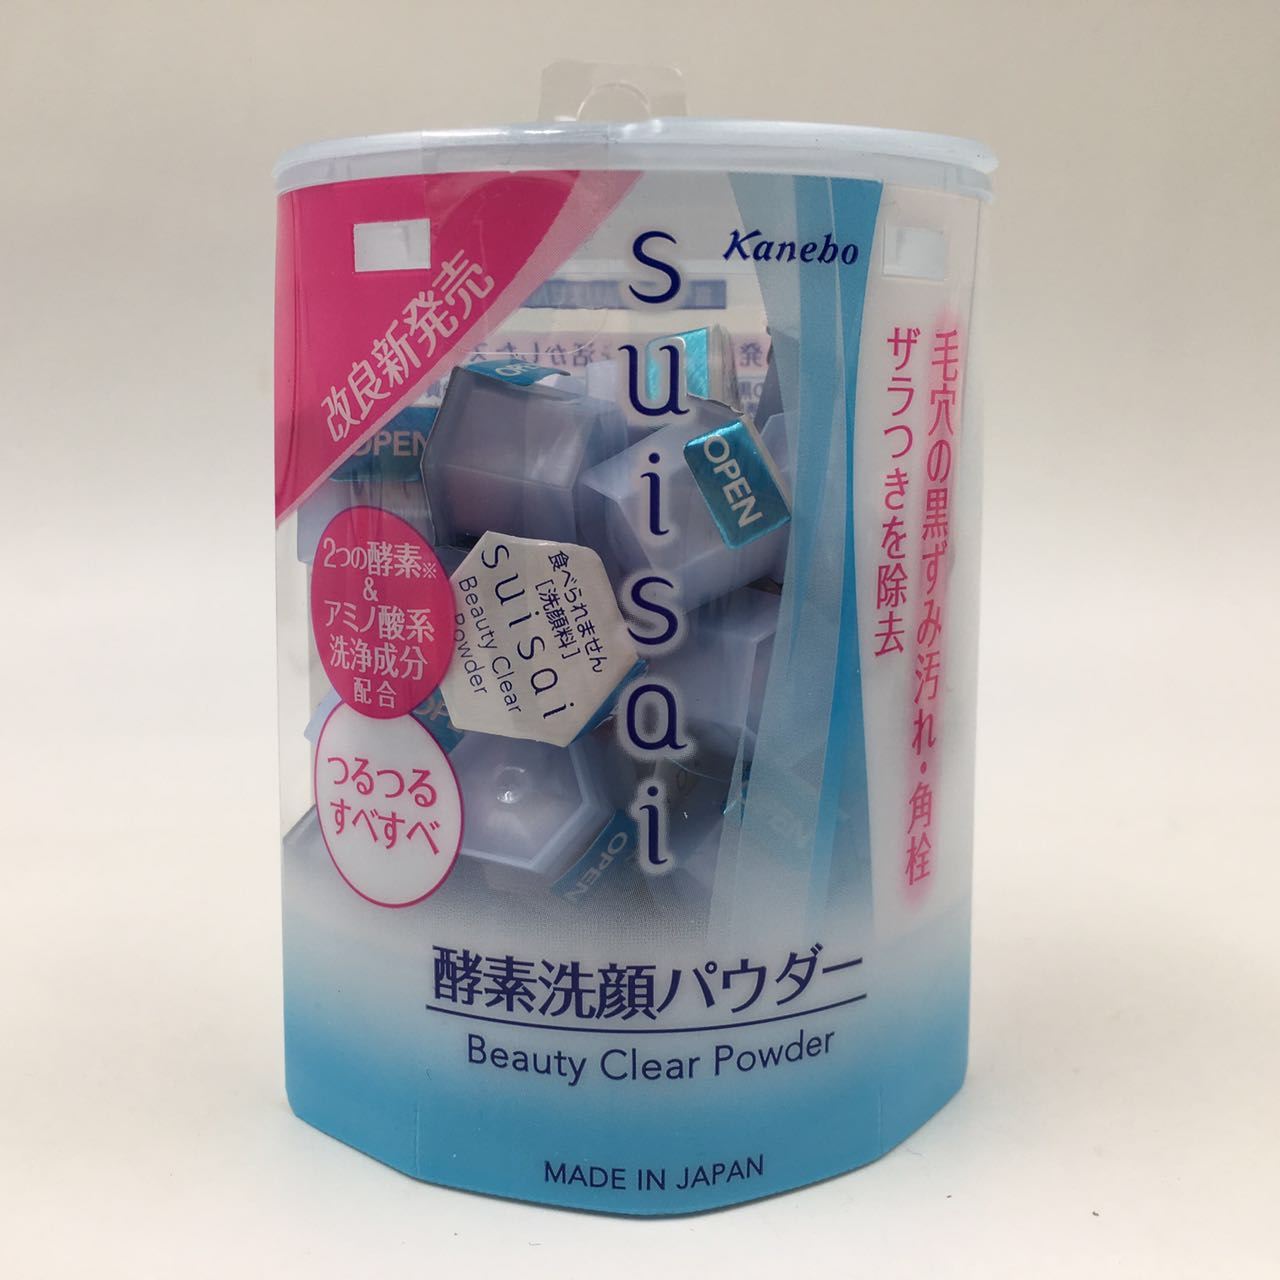 Kanebo
suisai
改良新発売
毛穴の黒ずみ汚れ・角栓
ザラつきを除去
OPEN
OPEN
OPEN
2つの酵素※
&
アミノ酸系
洗浄成分
配合
食べられません
[洗顔料]
suisai
Beauty Clear
Powder
つるつる
すべすべ
OPEN
酵素洗顔パウダー
Beauty Clear Powder
MADE IN JAPAN